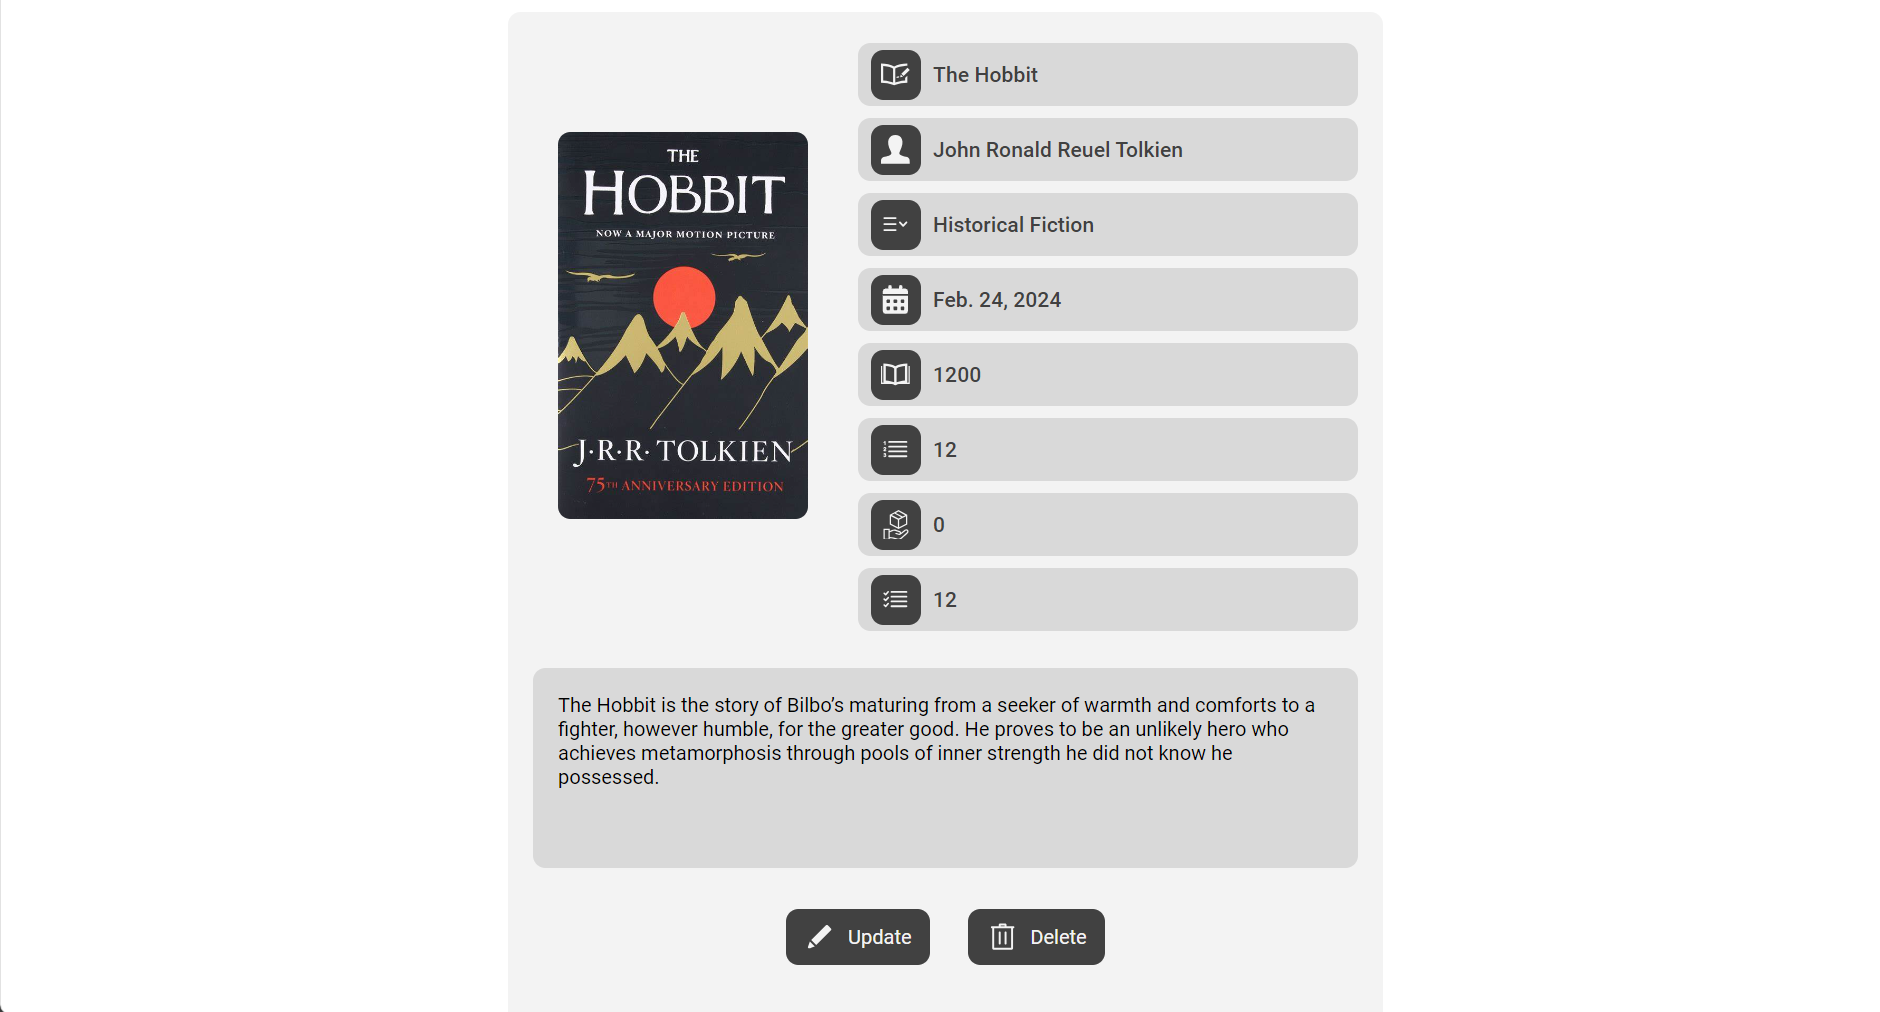 THE
HOBBIT
NOW A MAJOR MOTION PICTURE
J·R·R· TOLKIEN
75TH ANNIVERSARY EDITION
The Hobbit
John Ronald Reuel Tolkien
Historical Fiction
Feb. 24, 2024
1200
12
0
12
The Hobbit is the story of Bilbo’s maturing from a seeker of warmth and comforts to a
fighter, however humble, for the greater good. He proves to be an unlikely hero who
achieves metamorphosis through pools of inner strength he did not know he
possessed.
Update
Delete